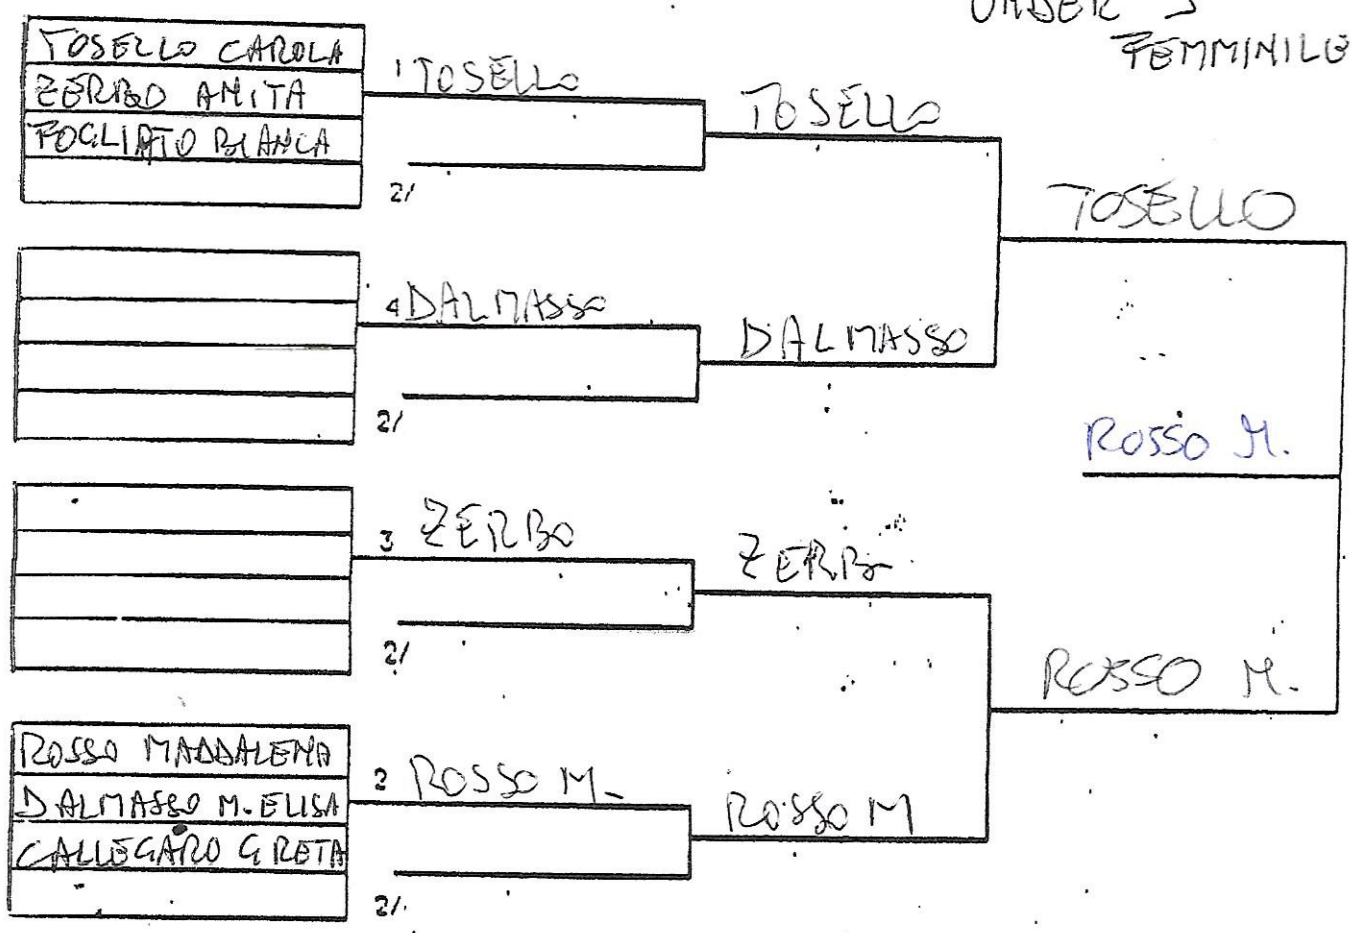 UNDER
FEMMINILE
TOSELLO CAROLA
ZERBO ANITA
FOGLIATO BIANCA
1 TOSELLO
2/
TOSELLO
TOSELLO
4 DALMASSO
2/
DALMASSO
ROSSO M.
3 ZERBO
2/
ZERBO
ROSSO M.
ROSSO MADDALENA
DALMASSO M. ELISA
CALLEGARO GRETA
2 ROSSO M.
2/
ROSSO M